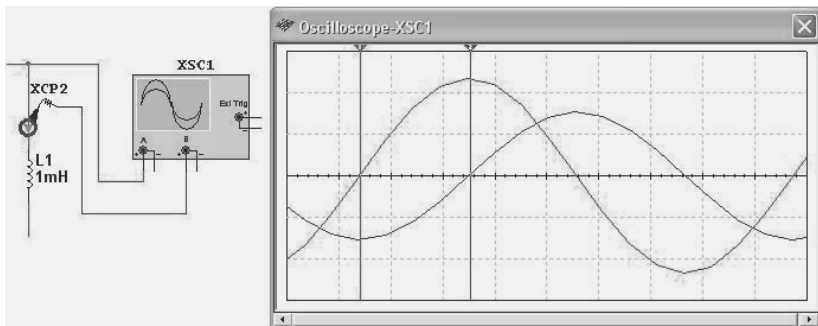 Oscilloscope-XSC1
XSC1
XCP2
Ext Trig
A B
L1
1mH